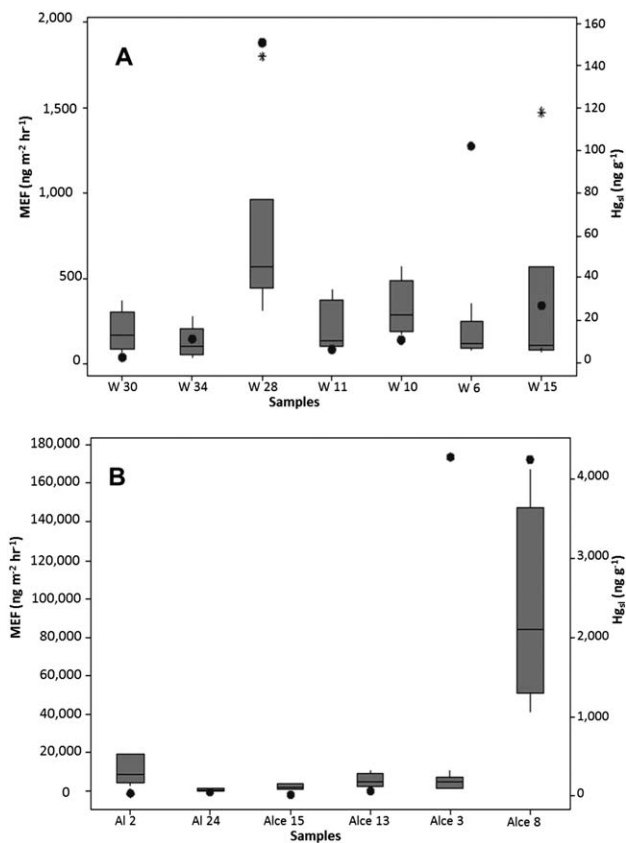 2,000
1,500
1,000
500
0
MEF (ng m⁻² hr⁻¹)
A
160
140
120
100
80
60
40
20
0
Hgsl (ng g⁻¹)
W 30 W 34 W 28 W 11 W 10 W 6 W 15
Samples
180,000
160,000
140,000
120,000
100,000
80,000
60,000
40,000
20,000
0
MEF (ng m⁻² hr⁻¹)
B
4,000
3,000
2,000
1,000
0
Hgsl (ng g⁻¹)
Al 2 Al 24 Alce 15 Alce 13 Alce 3 Alce 8
Samples